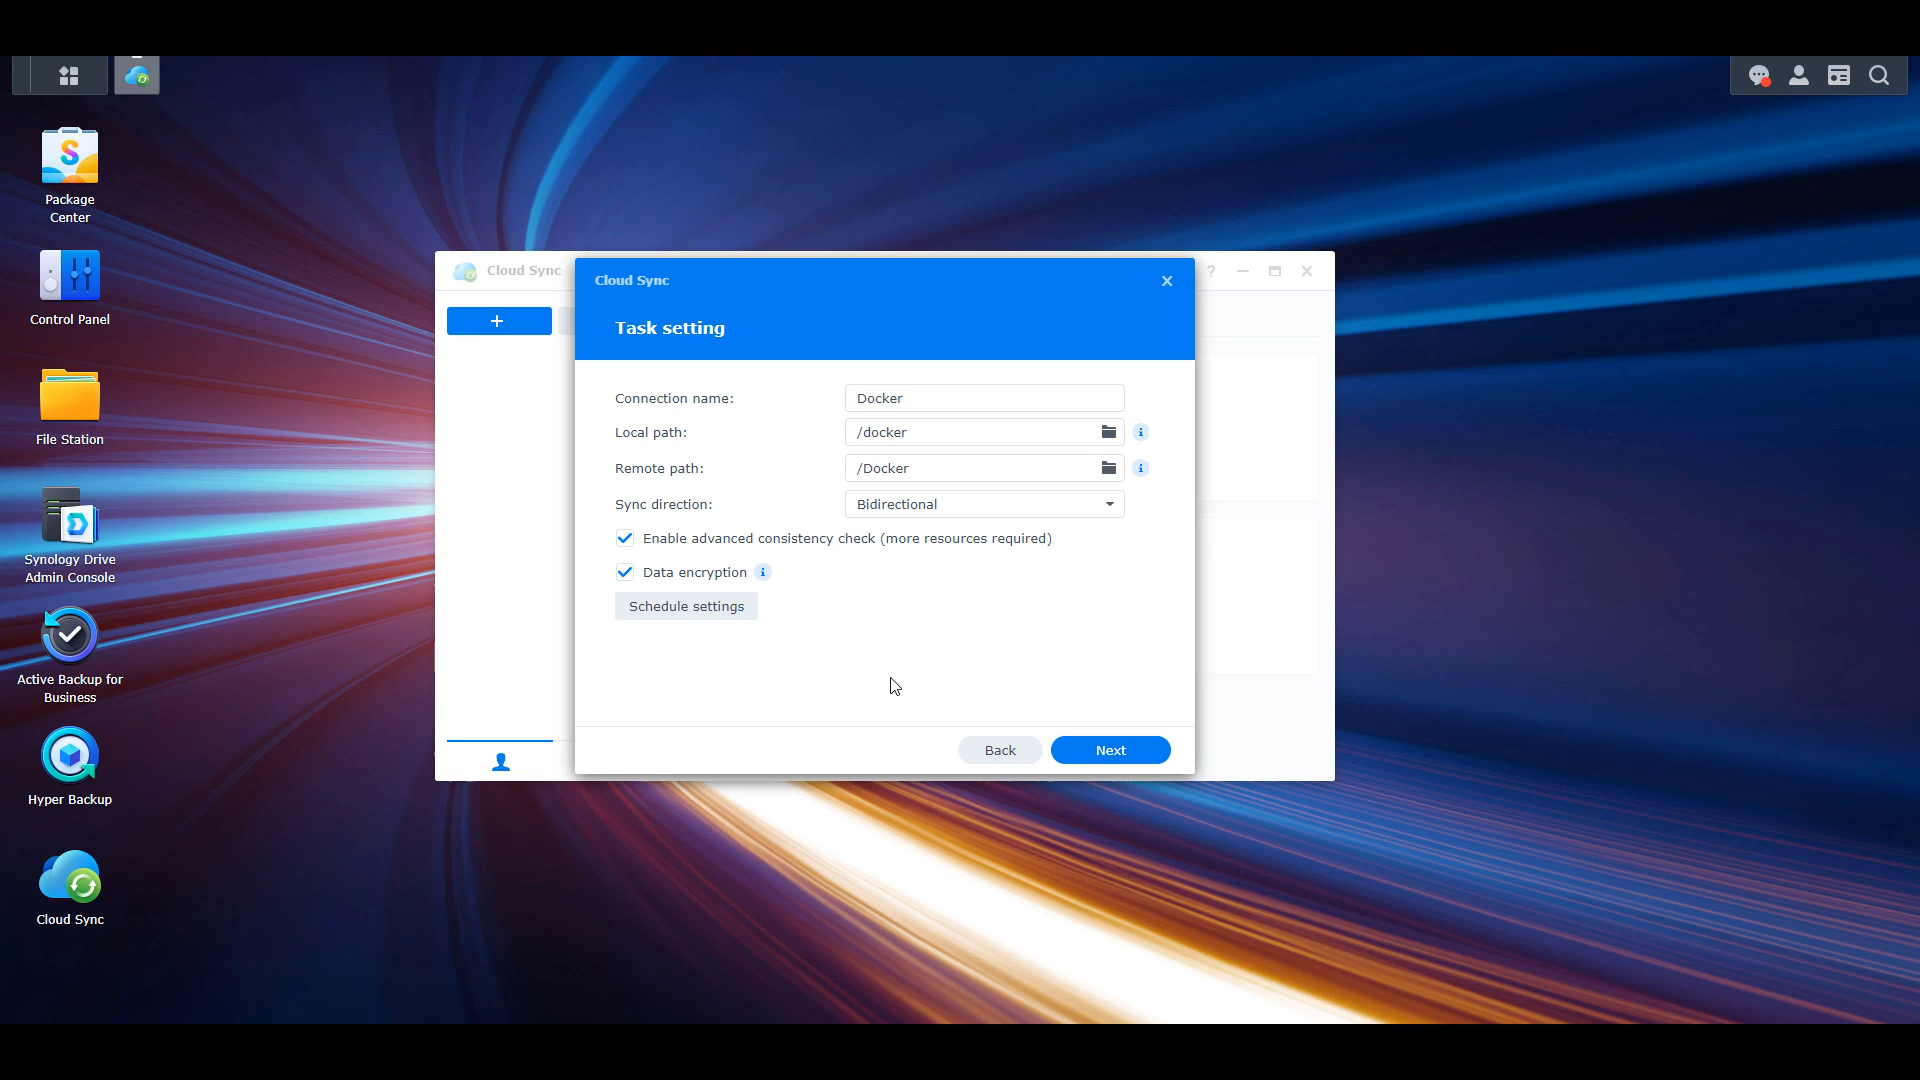 Package
Center
Control Panel
File Station
Synology Drive
Admin Console
Active Backup for
Business
Hyper Backup
Cloud Sync
Cloud Sync
?
+
Cloud Sync
Task setting
Connection name:
Docker
Local path:
/docker
Remote path:
/Docker
Sync direction:
Bidirectional
Enable advanced consistency check (more resources required)
Data encryption
Schedule settings
Back
Next